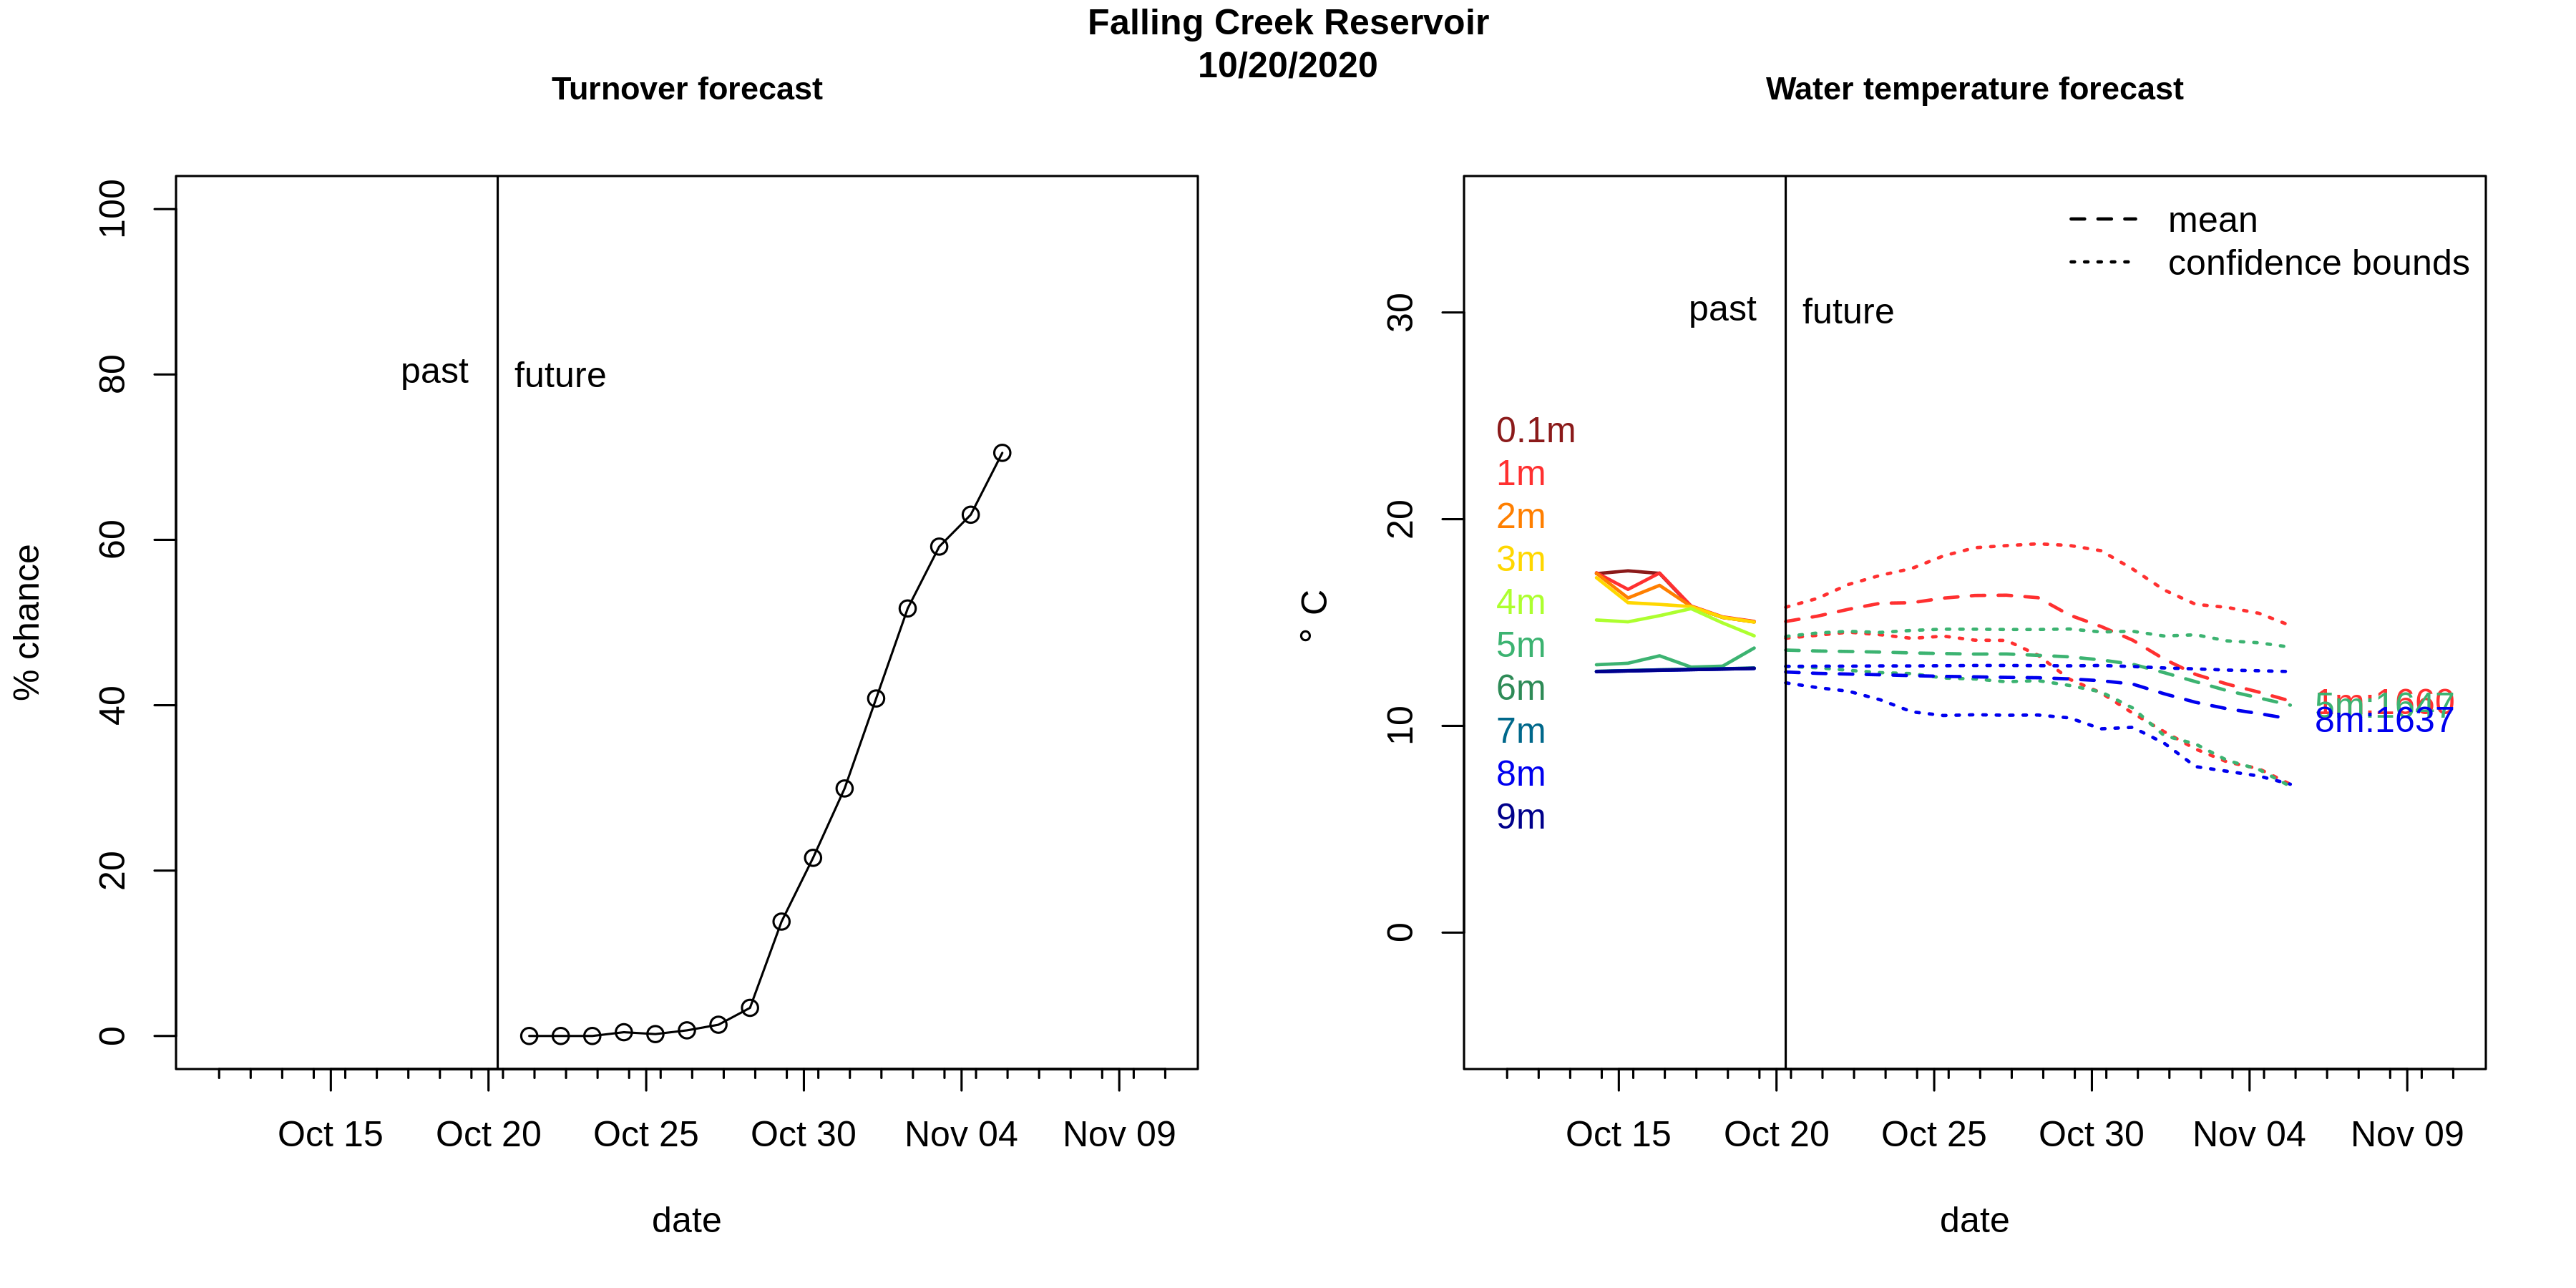 Falling Creek Reservoir
10/20/2020
Turnover forecast
% chance
100
80
60
40
20
0
past
future
Oct 15
Oct 20
Oct 25
Oct 30
Nov 04
Nov 09
date
Water temperature forecast
° C
30
20
10
0
mean
confidence bounds
past
future
0.1m
1m
2m
3m
4m
5m
6m
7m
8m
9m
8m:1637
Oct 15
Oct 20
Oct 25
Oct 30
Nov 04
Nov 09
date